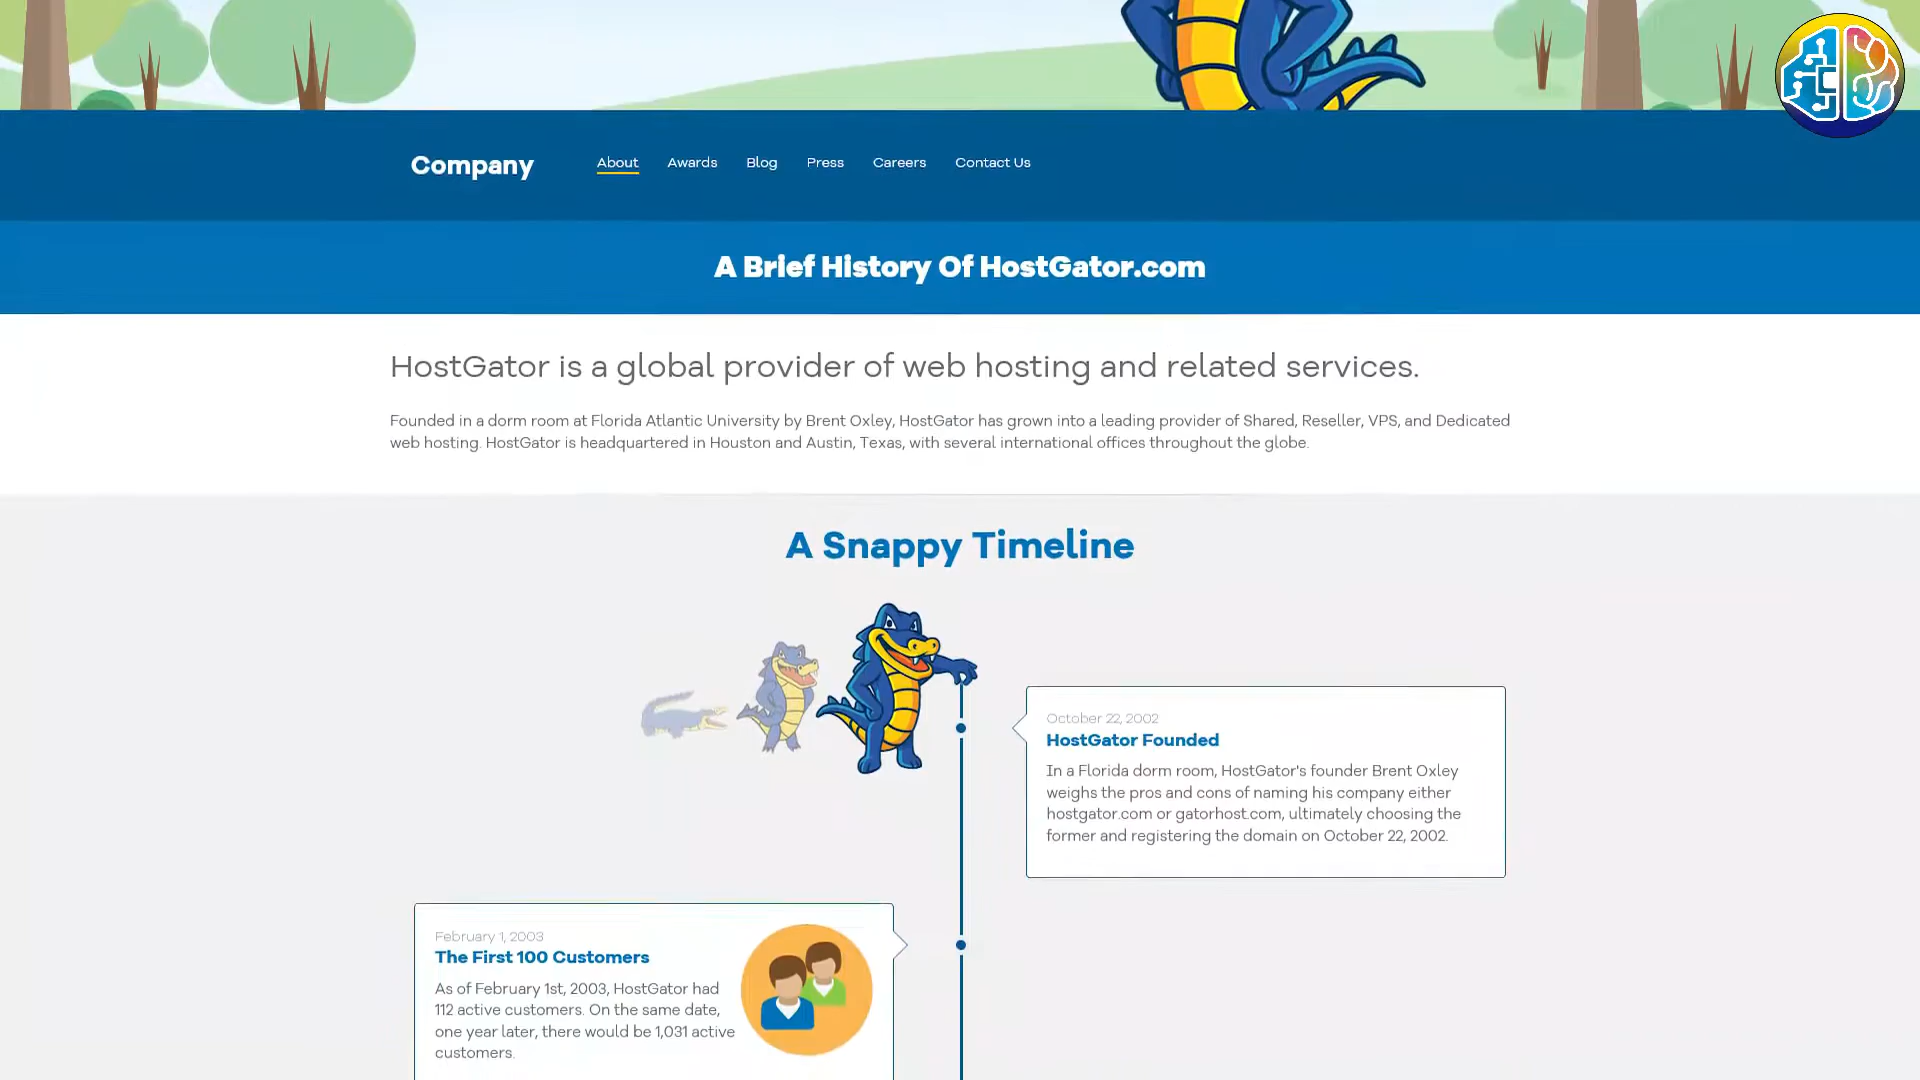 Company
About
Awards
Blog
Press
Careers
Contact Us
A Brief History Of HostGator.com
HostGator is a global provider of web hosting and related services.
Founded in a dorm room at Florida Atlantic University by Brent Oxley, HostGator has grown into a leading provider of Shared, Reseller, VPS, and Dedicated
web hosting. HostGator is headquartered in Houston and Austin, Texas, with several international offices throughout the globe.
A Snappy Timeline
October 22, 2002
HostGator Founded
In a Florida dorm room, HostGator's founder Brent Oxley
weighs the pros and cons of naming his company either
hostgator.com or gatorhost.com, ultimately choosing the
former and registering the domain on October 22, 2002.
February 1, 2003
The First 100 Customers
As of February 1st, 2003, HostGator had
112 active customers. On the same date,
one year later, there would be 1,031 active
customers.